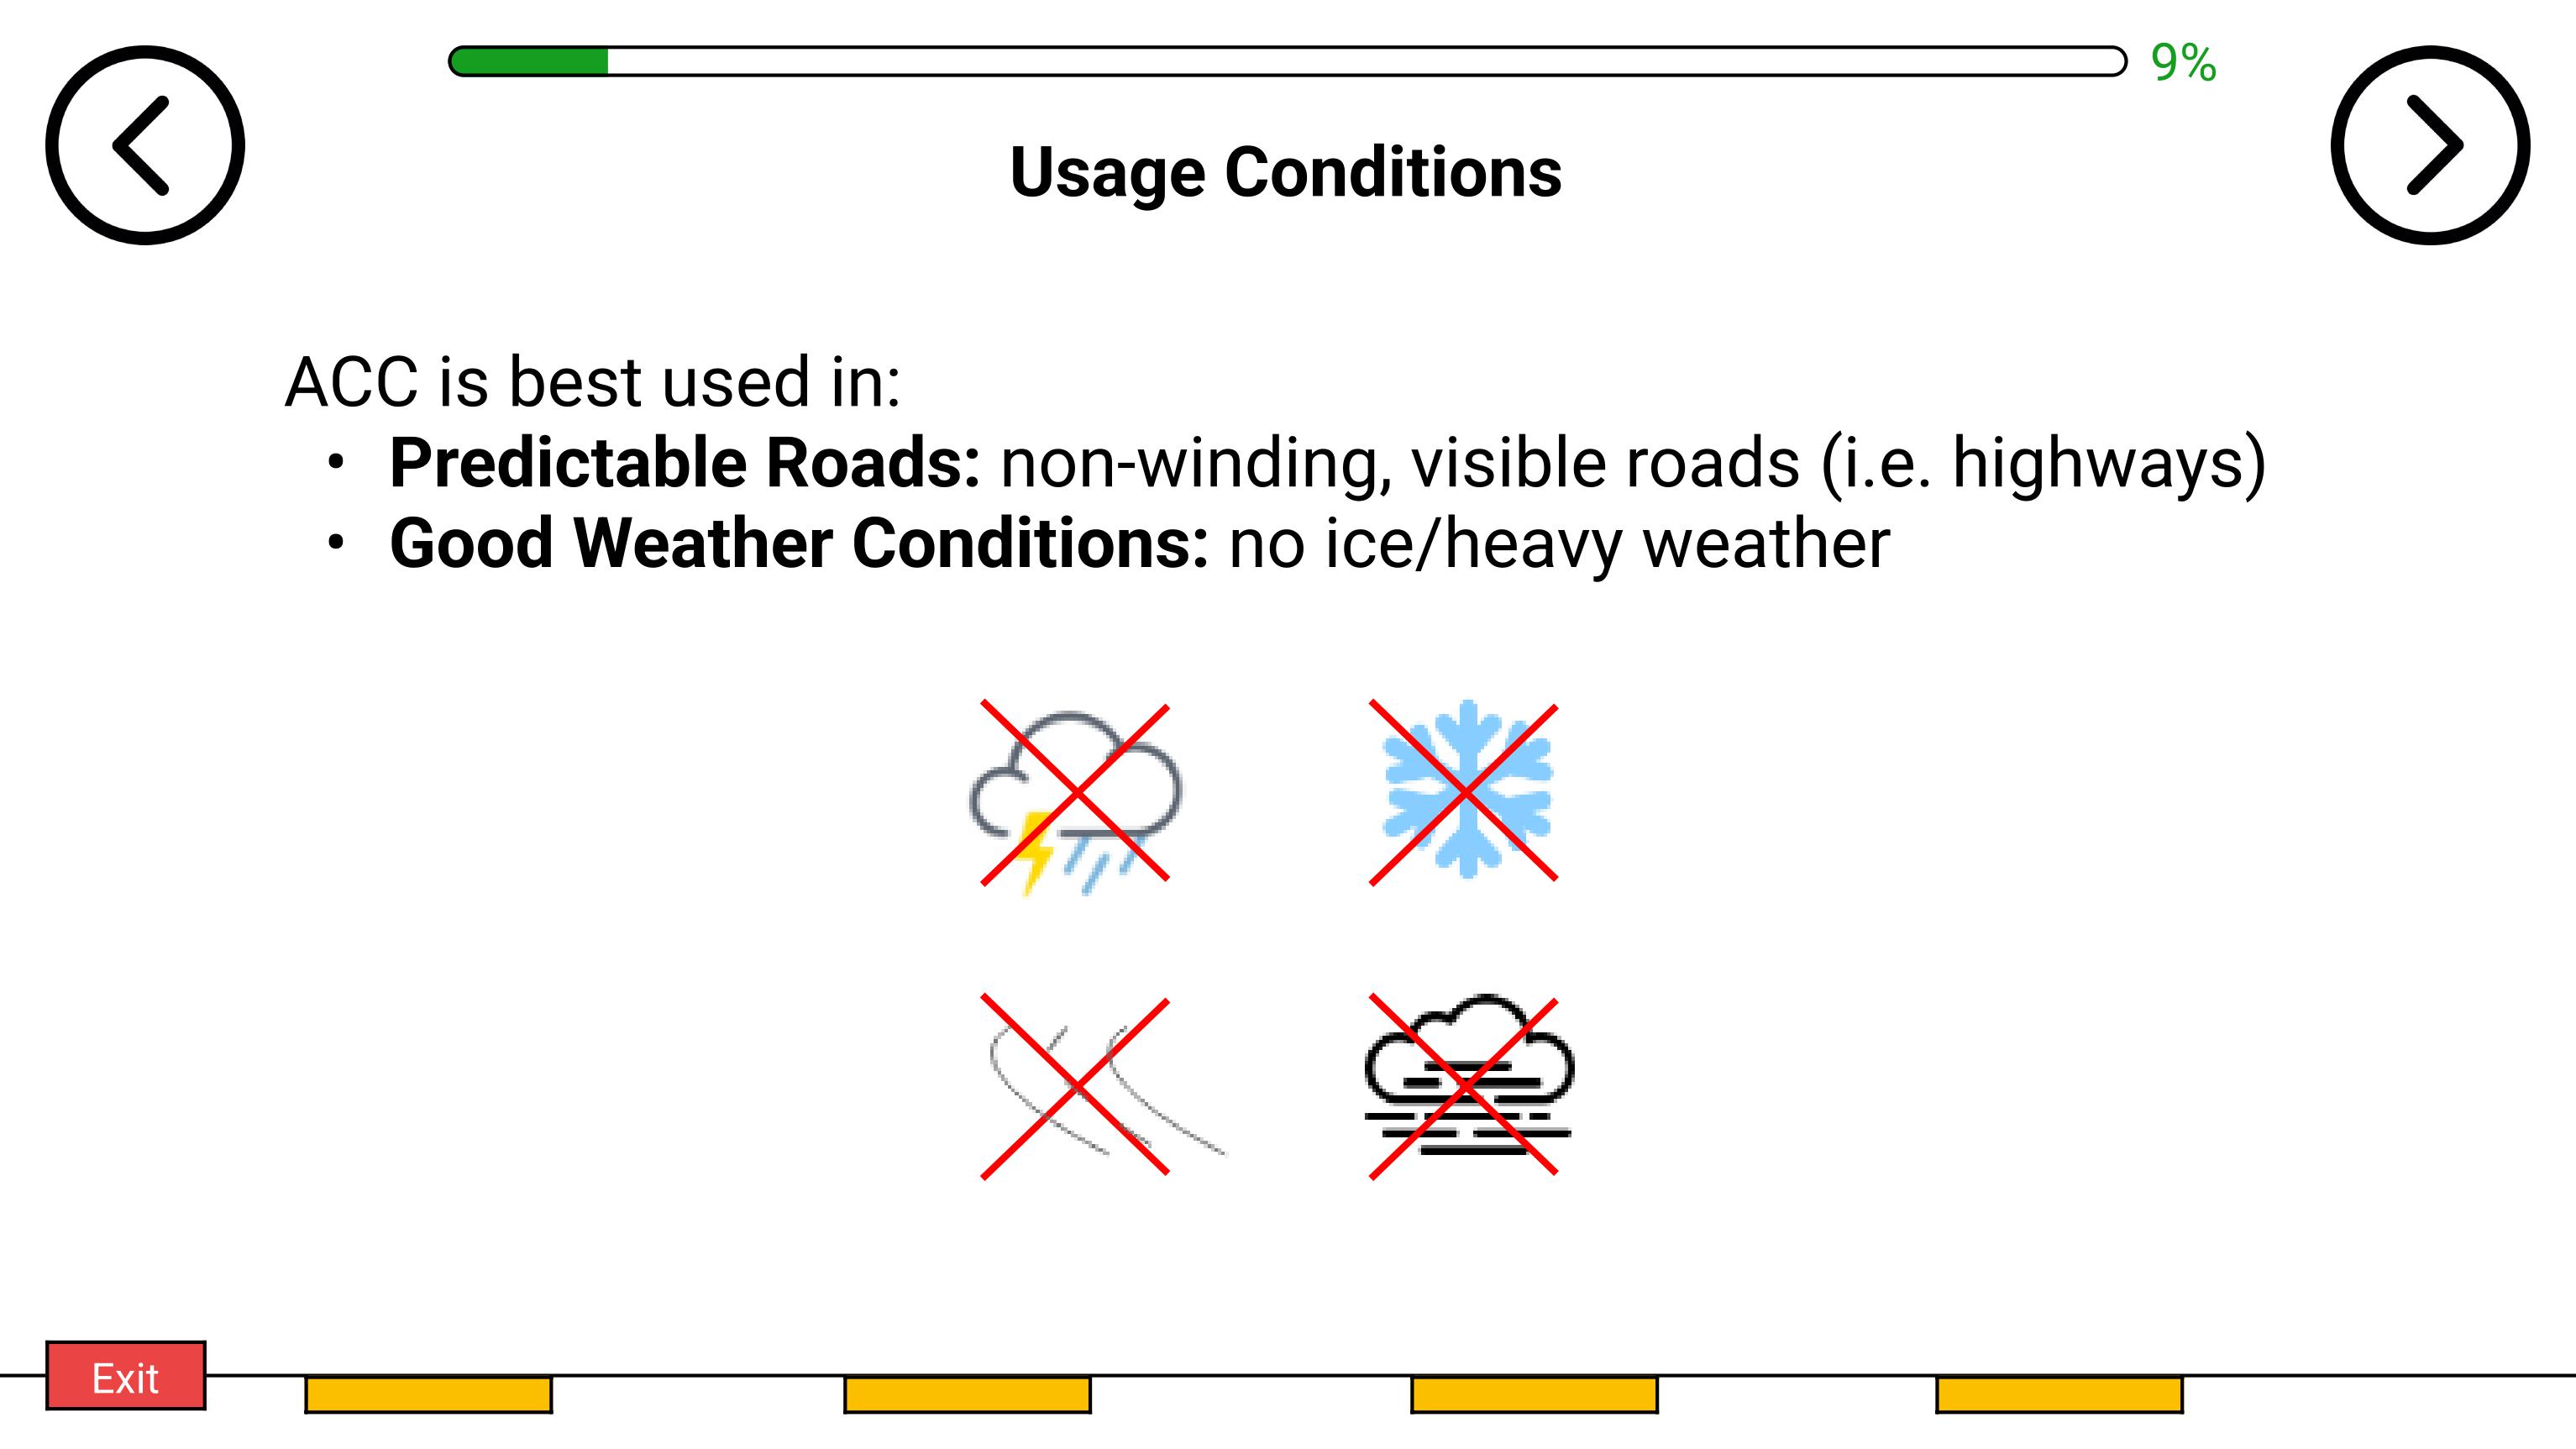 9%
Usage Conditions
ACC is best used in:
• Predictable Roads: non-winding, visible roads (i.e. highways)
• Good Weather Conditions: no ice/heavy weather
Exit